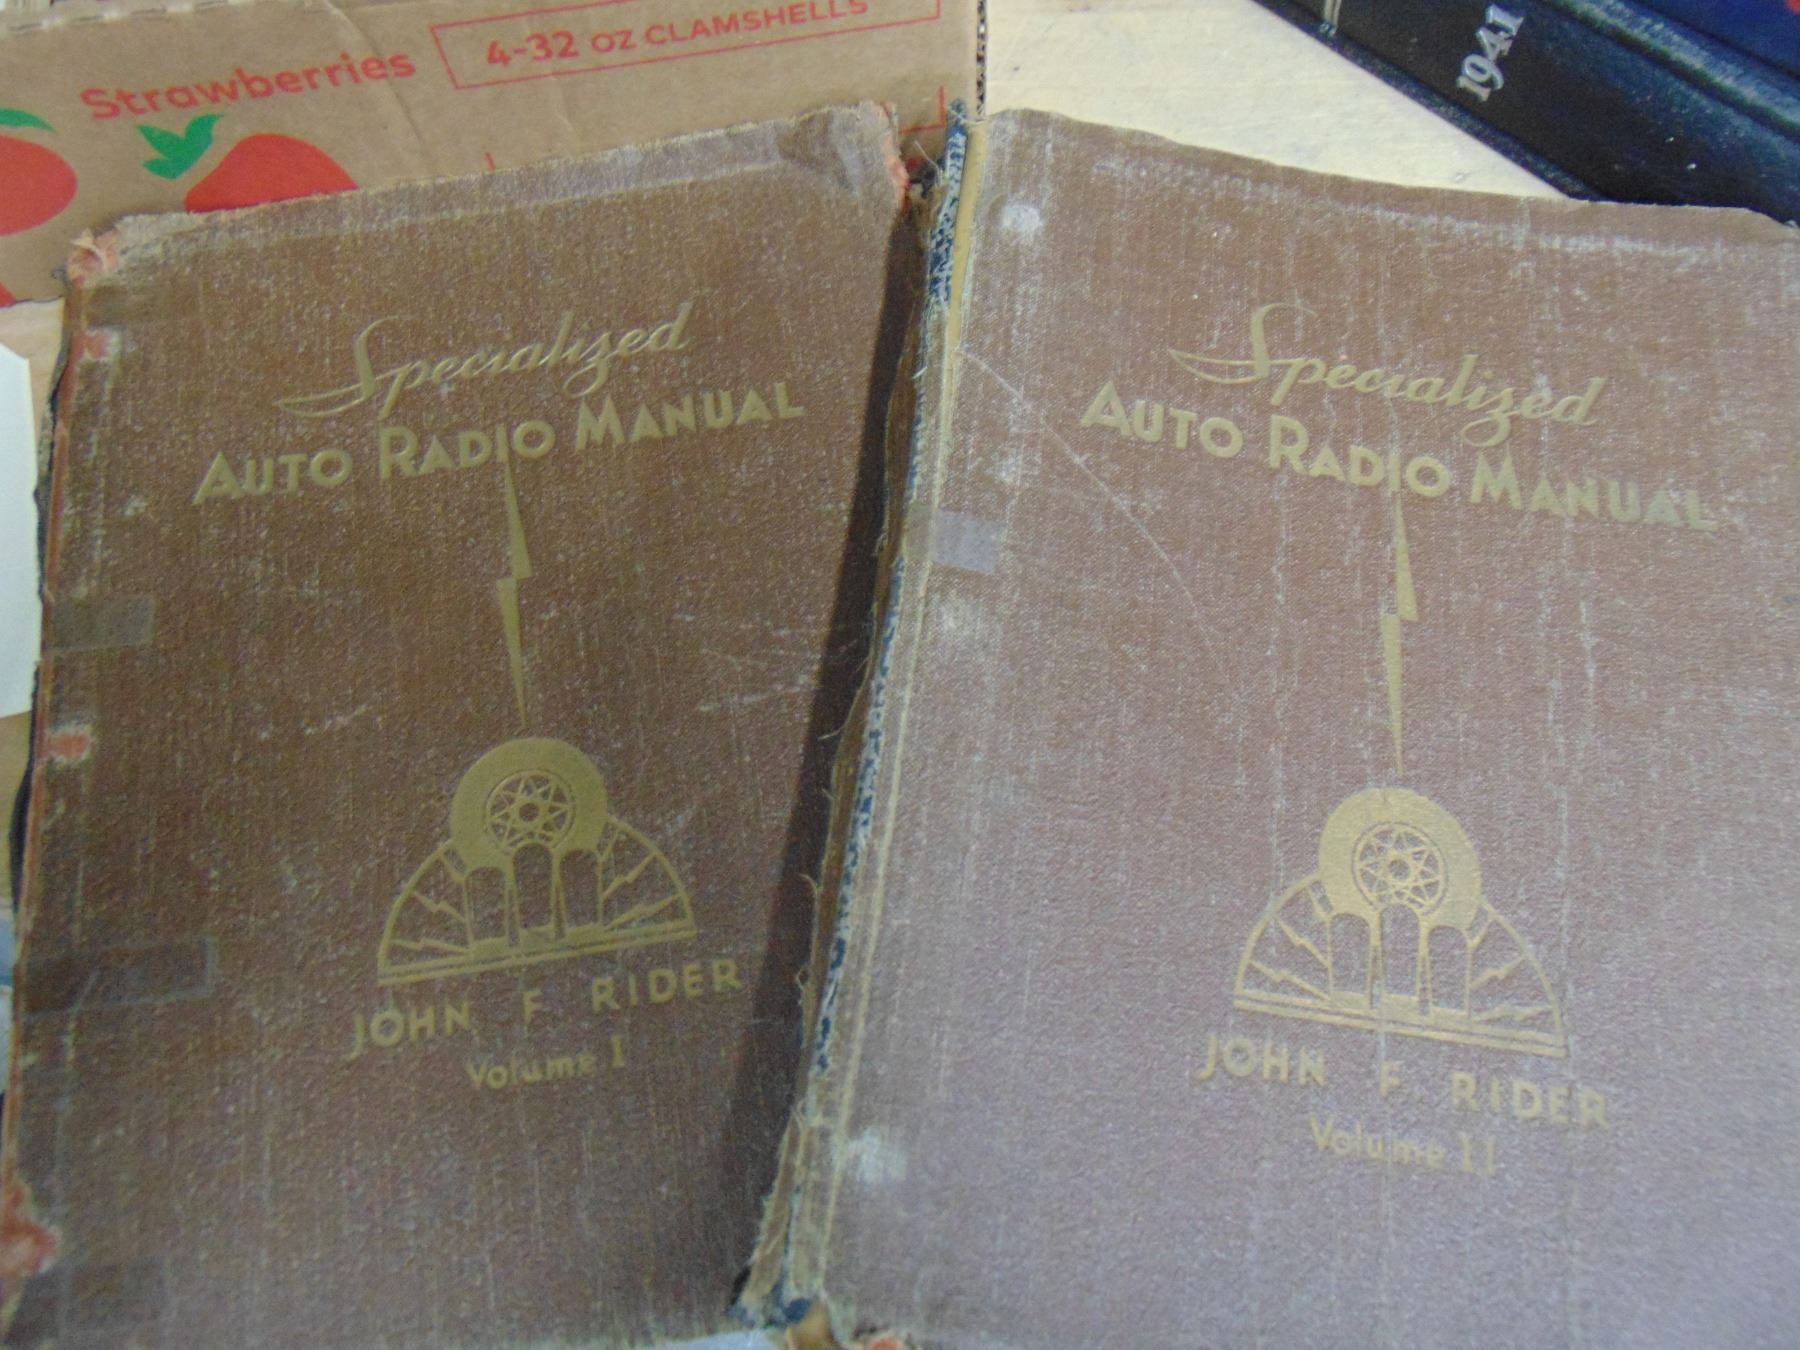 Strawberries
4-32 OZ CLAMSHELLS
1941
Specialized
AUTO RADIO MANUAL
JOHN F RIDER
Volume I
Specialized
AUTO RADIO MANUAL
JOHN F RIDER
Volume II